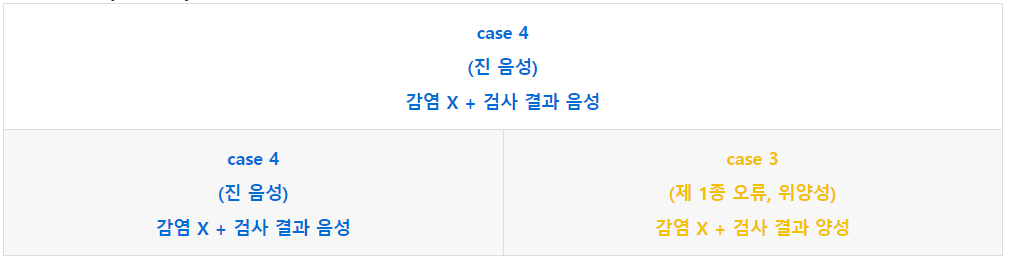 case 4
(진 음성)
감염 X + 검사 결과 음성
case 4
(진 음성)
감염 X + 검사 결과 음성
case 3
(제 1종 오류, 위양성)
감염 X + 검사 결과 양성